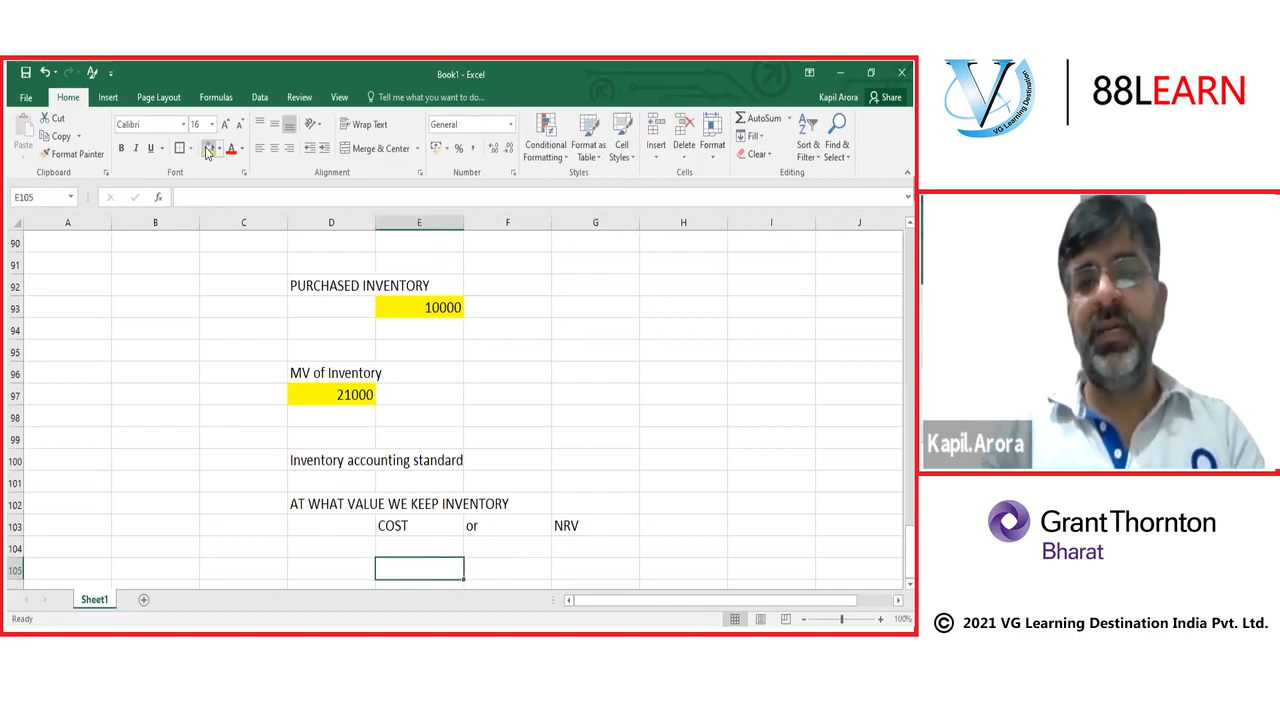 Book1 - Excel
File Home Insert Page Layout Formulas Data Review View Tell me what you want to do... Kapil Arora Share
Cut
Copy
Format Painter
Paste
Calibri 16
B I U
Wrap Text
Merge & Center
General
Conditional Formatting
Format as Table
Cell Styles
Insert Delete Format
AutoSum
Fill
Clear
Sort & Filter
Find & Select
Clipboard Font Alignment Number Styles Cells Editing
E105 fx
A B C D E F G H I J
90
91
92 PURCHASED INVENTORY
93 10000
94
95
96 MV of Inventory
97 21000
98
99
100 Inventory accounting standard
101
102 AT WHAT VALUE WE KEEP INVENTORY
103 COST or NRV
104
105
Sheet1
Ready 100%
V
VG Learning Destination
88LEARN
Kapil.Arora
GrantThornton
Bharat
© 2021 VG Learning Destination India Pvt. Ltd.